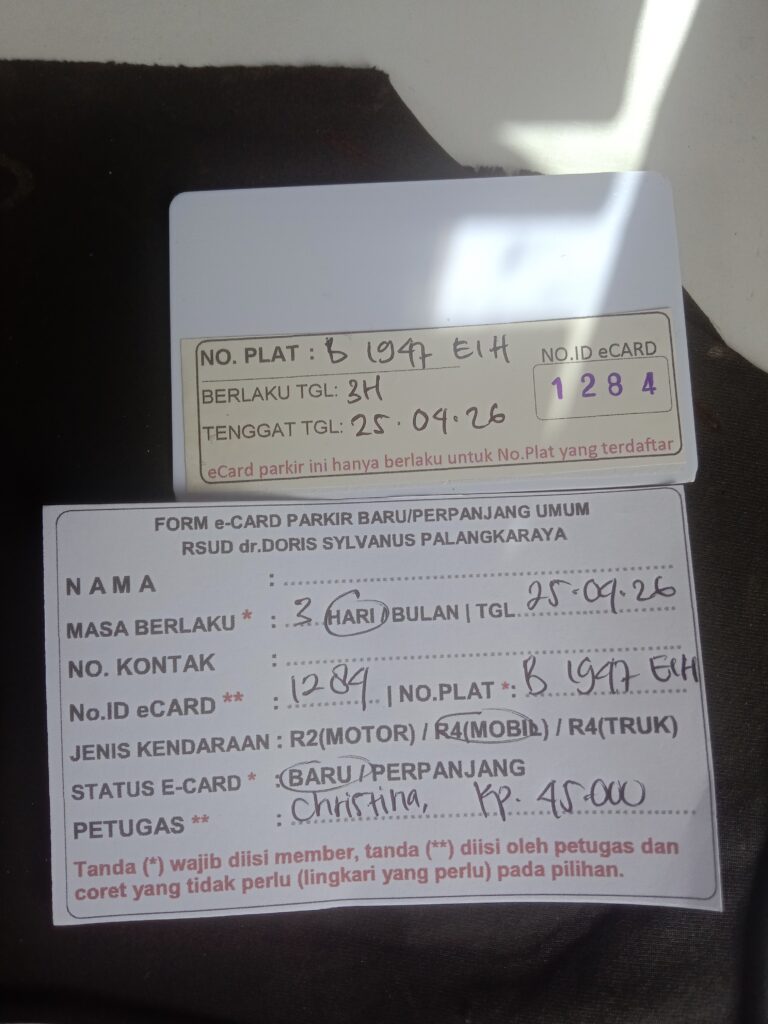 NO. PLAT : B 1947 EIH
NO.ID eCARD
1 2 8 4
BERLAKU TGL: 3H
TENGGAT TGL: 25.04.26
eCard parkir ini hanya berlaku untuk No.Plat yang terdaftar
FORM e-CARD PARKIR BARU/PERPANJANG UMUM
RSUD dr.DORIS SYLVANUS PALANGKARAYA
NAMA :
MASA BERLAKU * : 3 HARI / BULAN | TGL 25.04.26
NO. KONTAK :
No.ID eCARD ** : 1284 | NO.PLAT *: B 1947 EIH
JENIS KENDARAAN : R2(MOTOR) / R4(MOBIL) / R4(TRUK)
STATUS E-CARD * : BARU / PERPANJANG
PETUGAS ** : Christina, Rp. 45.000
Tanda (*) wajib diisi member, tanda (**) diisi oleh petugas dan
coret yang tidak perlu (lingkari yang perlu) pada pilihan.